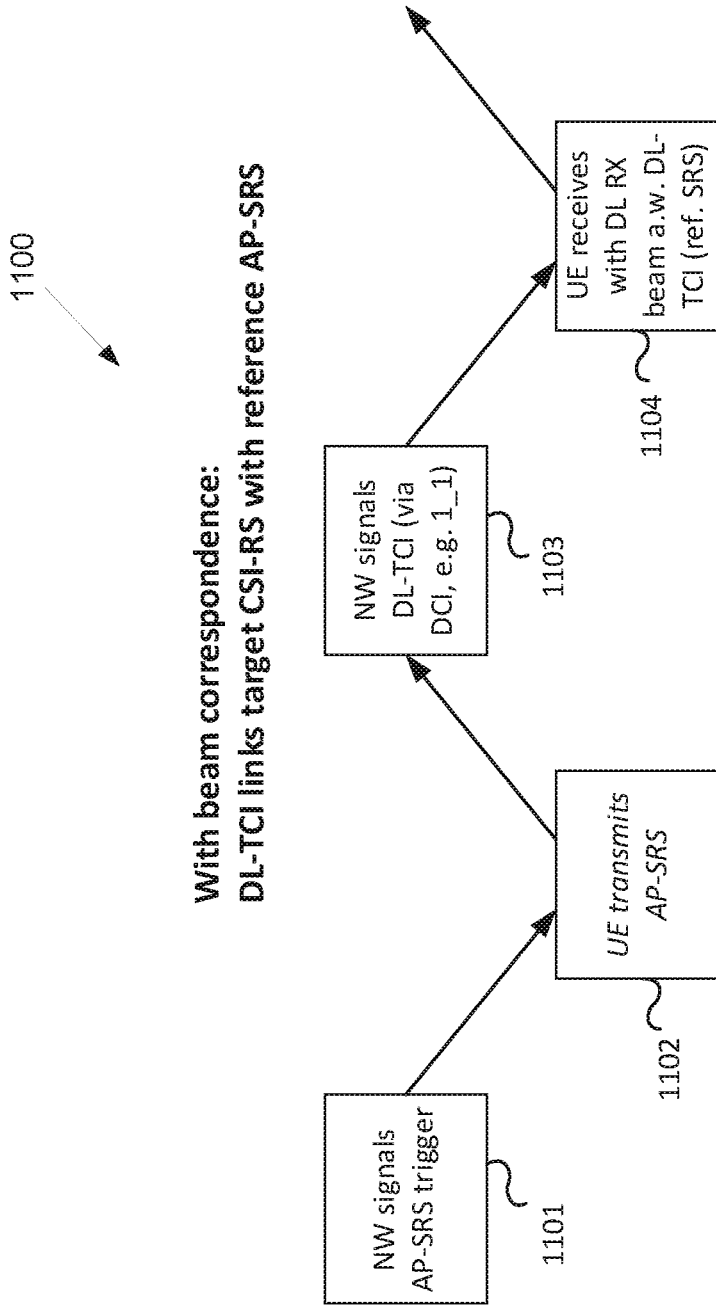 1100
With beam correspondence:
DL-TCI links target CSI-RS with reference AP-SRS
NW signals
AP-SRS trigger
1101
UE transmits
AP-SRS
1102
NW signals
DL-TCI (via
DCI, e.g. 1_1)
1103
UE receives
with DL RX
beam a.w. DL-
TCI (ref. SRS)
1104